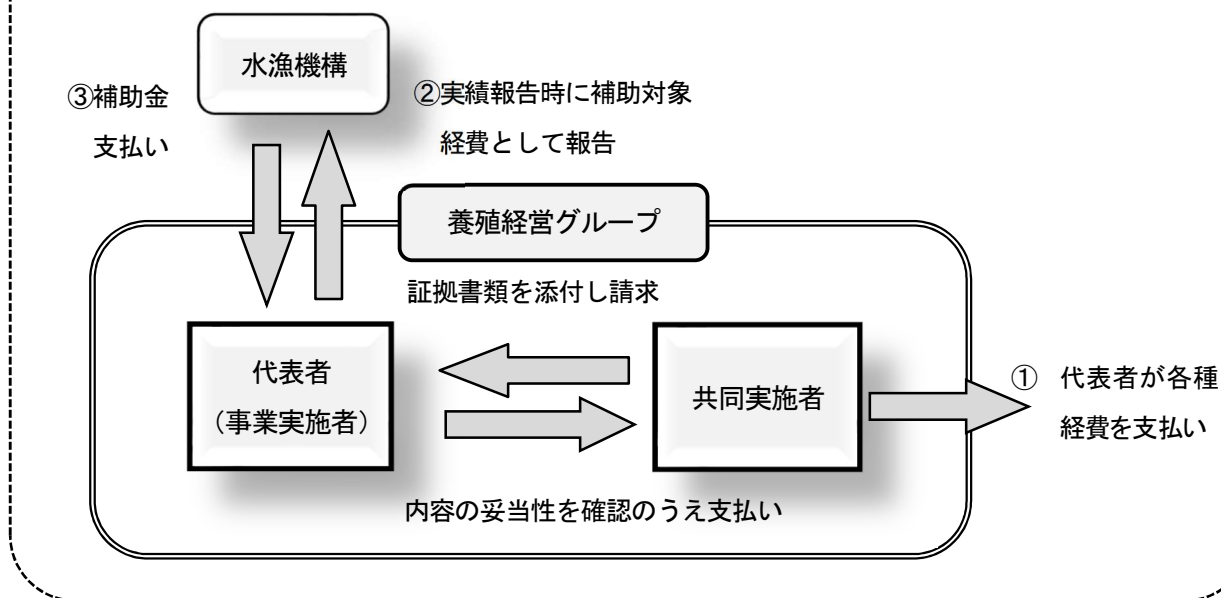 水漁機構
③補助金
支払い
②実績報告時に補助対象
経費として報告
養殖経営グループ
証拠書類を添付し請求
代表者
（事業実施者）
共同実施者
① 代表者が各種
経費を支払い
内容の妥当性を確認のうえ支払い